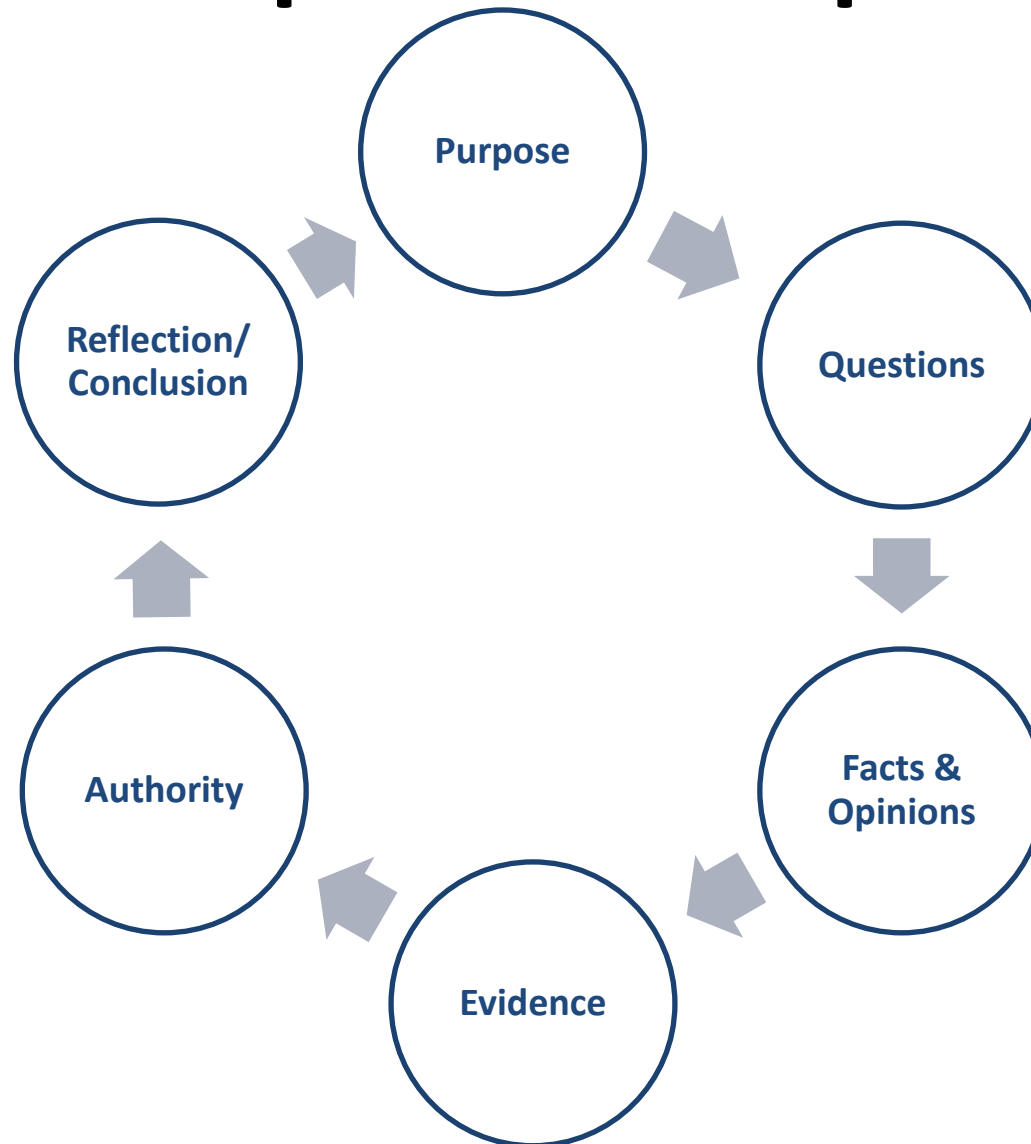 Purpose
Questions
Facts &
Opinions
Evidence
Authority
Reflection/
Conclusion